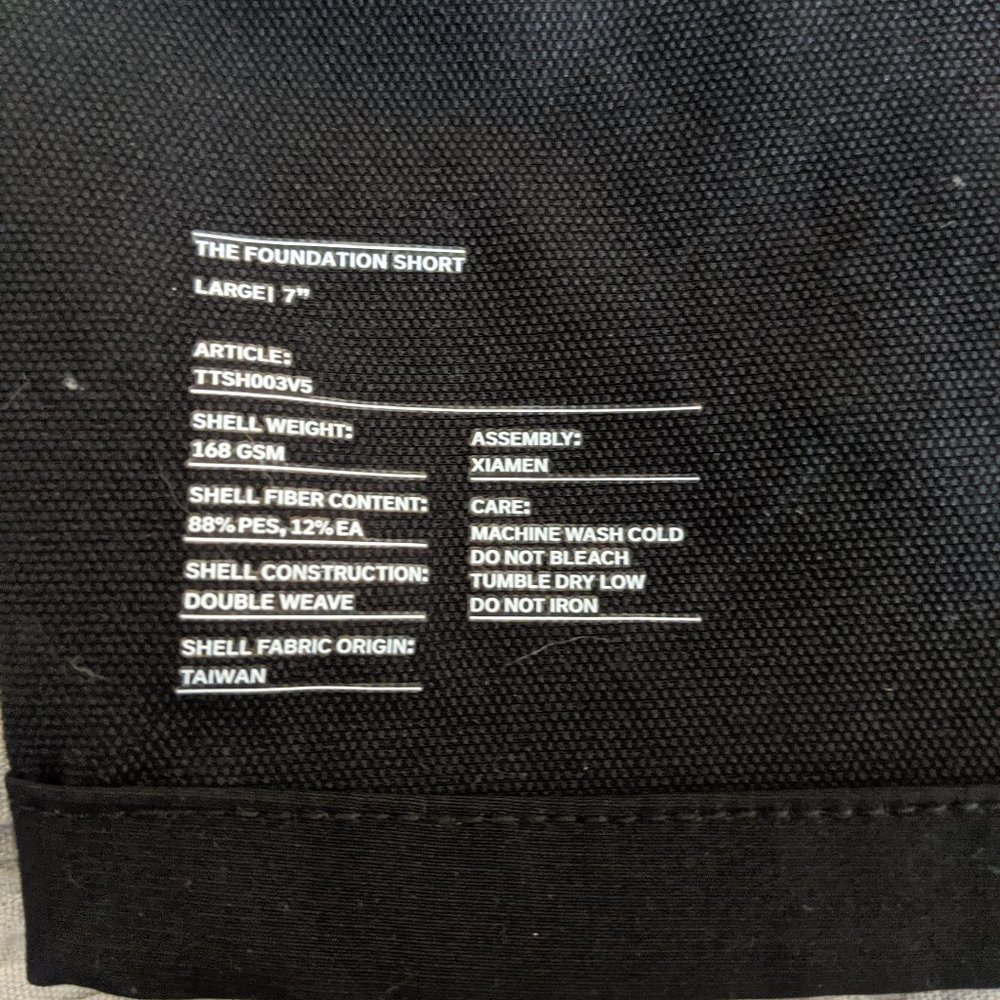 THE FOUNDATION SHORT
LARGE| 7”
ARTICLE:
TTSH003V5
SHELL WEIGHT:
168 GSM
SHELL FIBER CONTENT:
88% PES, 12% EA
SHELL CONSTRUCTION:
DOUBLE WEAVE
SHELL FABRIC ORIGIN:
TAIWAN
ASSEMBLY:
XIAMEN
CARE:
MACHINE WASH COLD
DO NOT BLEACH
TUMBLE DRY LOW
DO NOT IRON